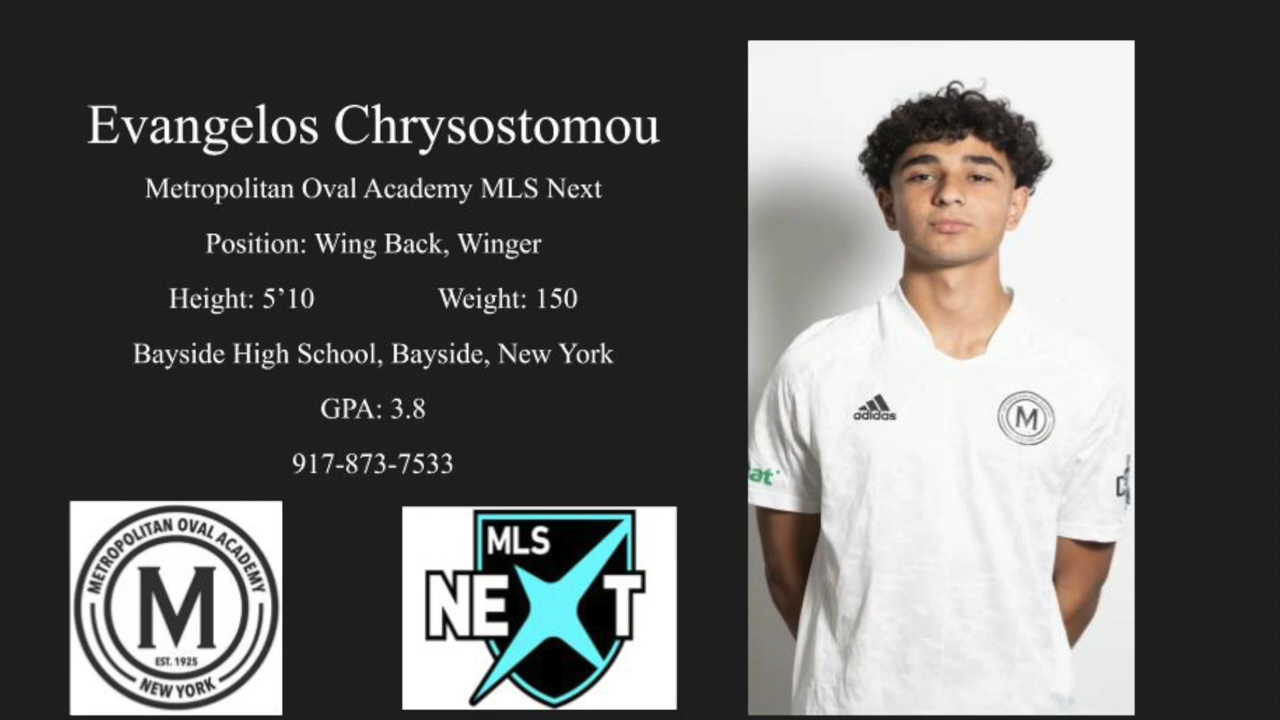 Evangelos Chrysostomou
Metropolitan Oval Academy MLS Next
Position: Wing Back, Winger
Height: 5’10 Weight: 150
Bayside High School, Bayside, New York
GPA: 3.8
917-873-7533
METROPOLITAN OVAL ACADEMY
M
EST. 1925
NEW YORK
MLS
NEXT
adidas
M
at